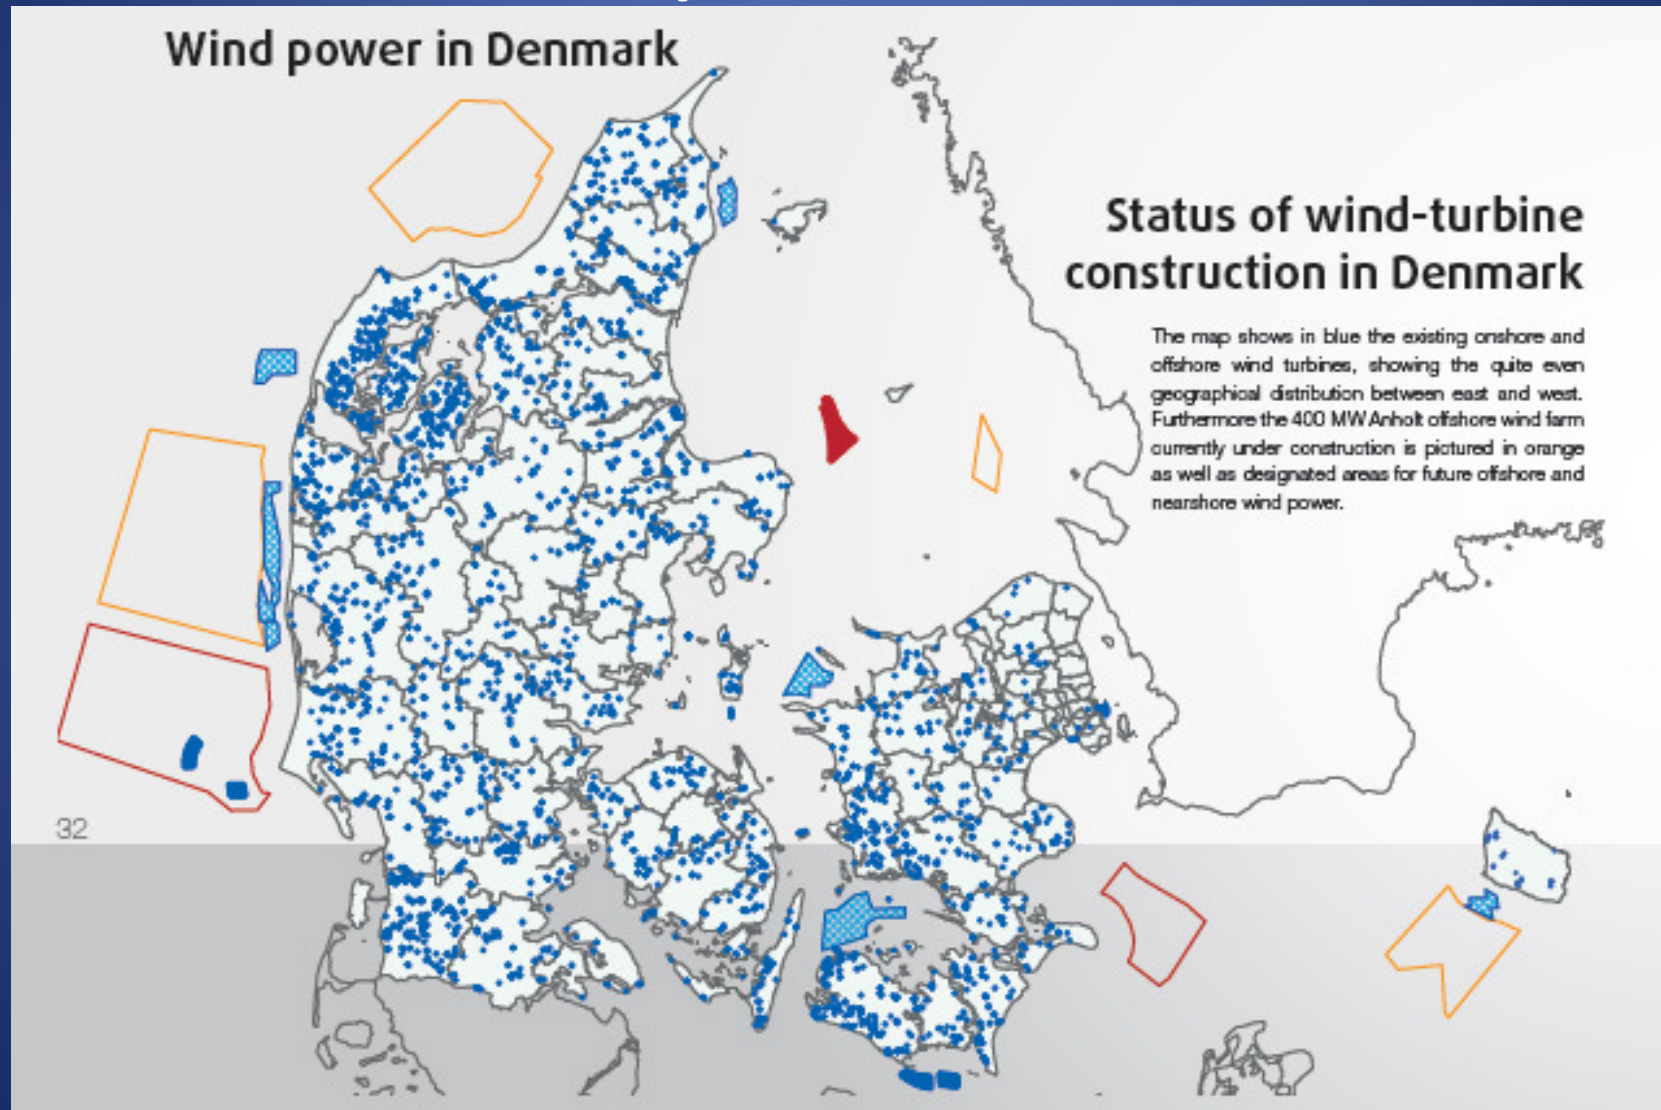 Wind power in Denmark
Status of wind-turbine
construction in Denmark
The map shows in blue the existing onshore and
offshore wind turbines, showing the quite even
geographical distribution between east and west.
Furthermore the 400 MW Anholt offshore wind farm
currently under construction is pictured in orange
as well as designated areas for future offshore and
nearshore wind power.
32